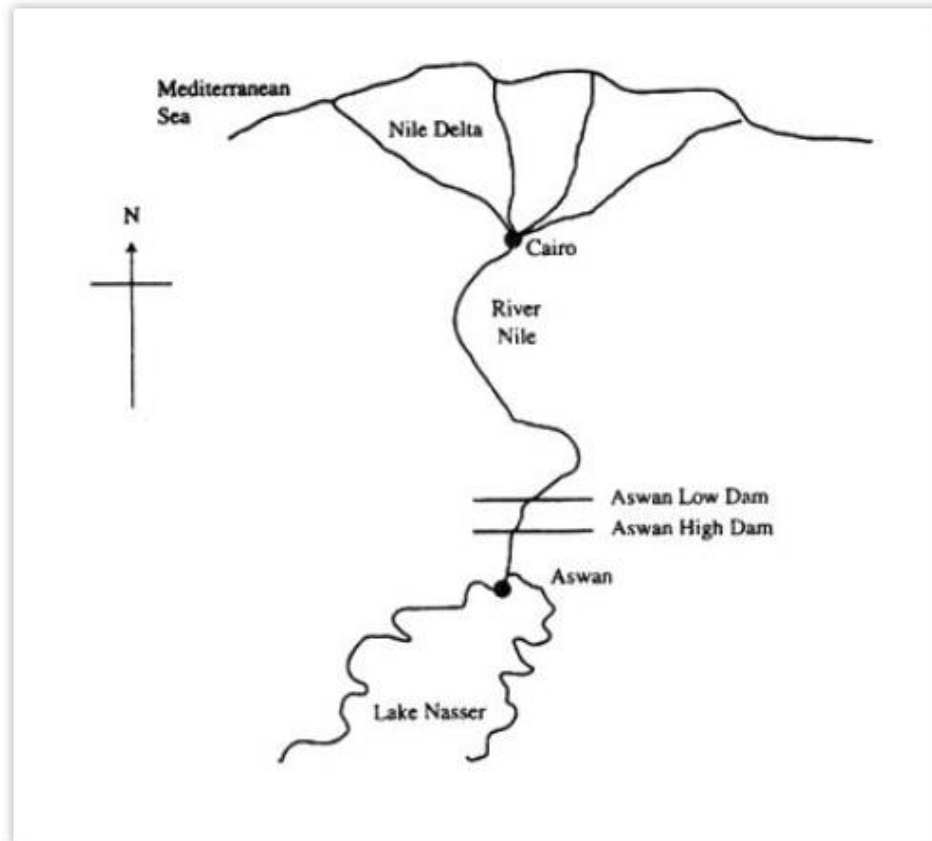 Mediterranean
Sea
Nile Delta
N
Cairo
River
Nile
Aswan Low Dam
Aswan High Dam
Aswan
Lake Nasser